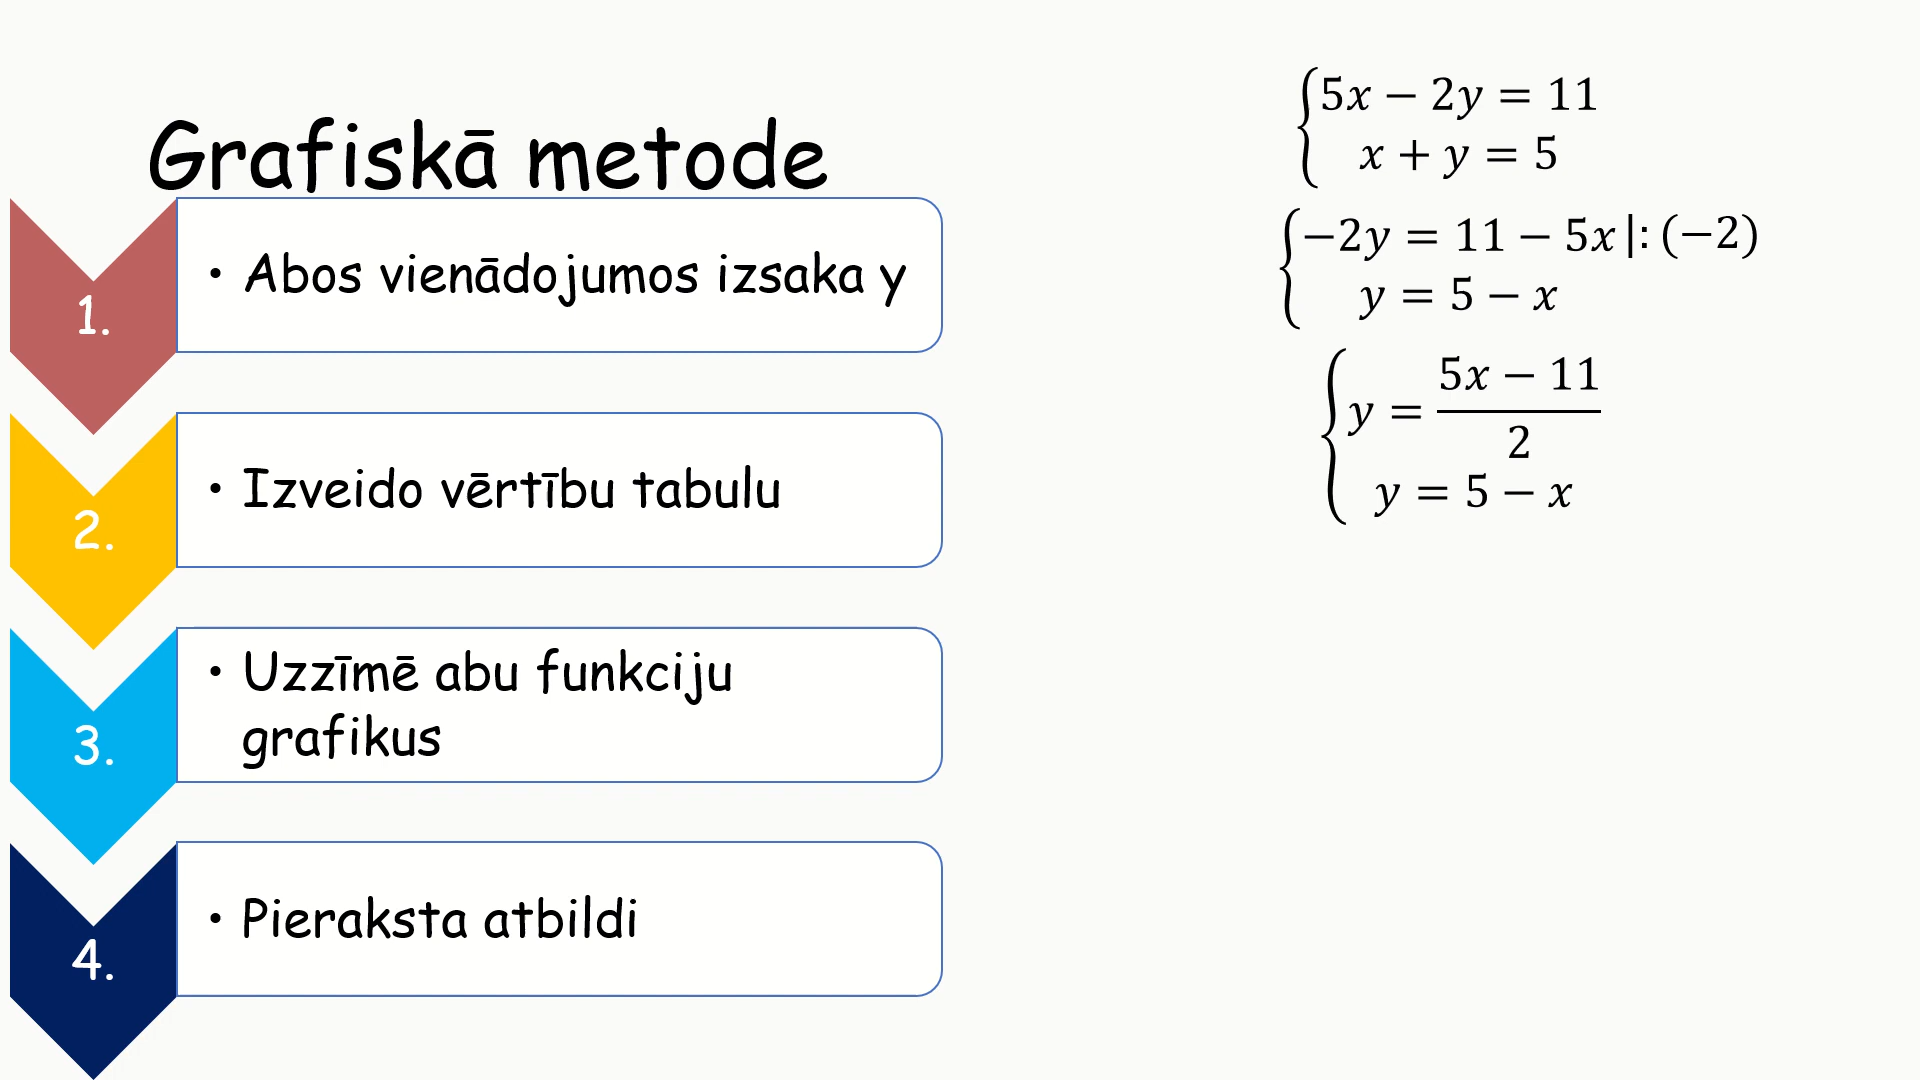 Grafiskā metode
1.
• Abos vienādojumos izsaka y
2.
• Izveido vērtību tabulu
3.
• Uzzīmē abu funkciju
grafikus
4.
• Pieraksta atbildi
5x − 2y = 11
x + y = 5
−2y = 11 − 5x |: (−2)
y = 5 − x
y = (5x − 11)/2
y = 5 − x